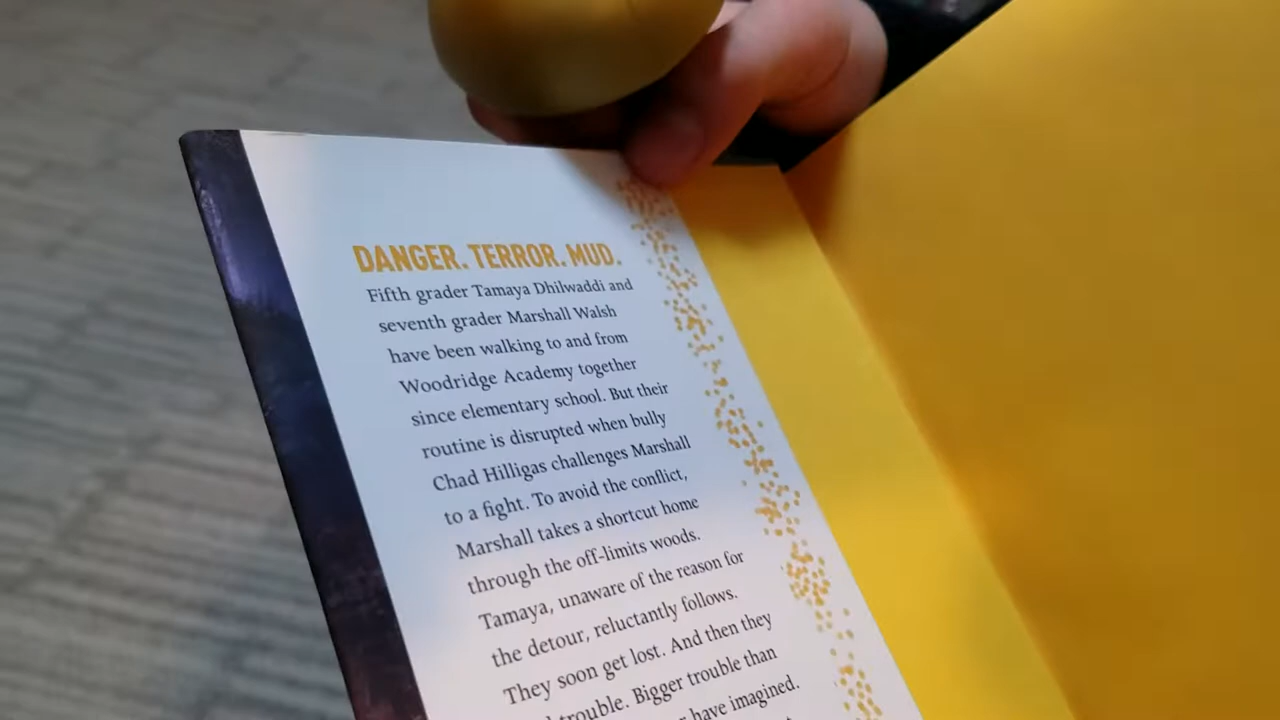 DANGER. TERROR. MUD.
Fifth grader Tamaya Dhilwaddi and
seventh grader Marshall Walsh
have been walking to and from
Woodridge Academy together
since elementary school. But their
routine is disrupted when bully
Chad Hilligas challenges Marshall
to a fight. To avoid the conflict,
Marshall takes a shortcut home
through the off-limits woods.
Tamaya, unaware of the reason for
the detour, reluctantly follows.
They soon get lost. And then they
trouble. Bigger trouble than
have imagined.